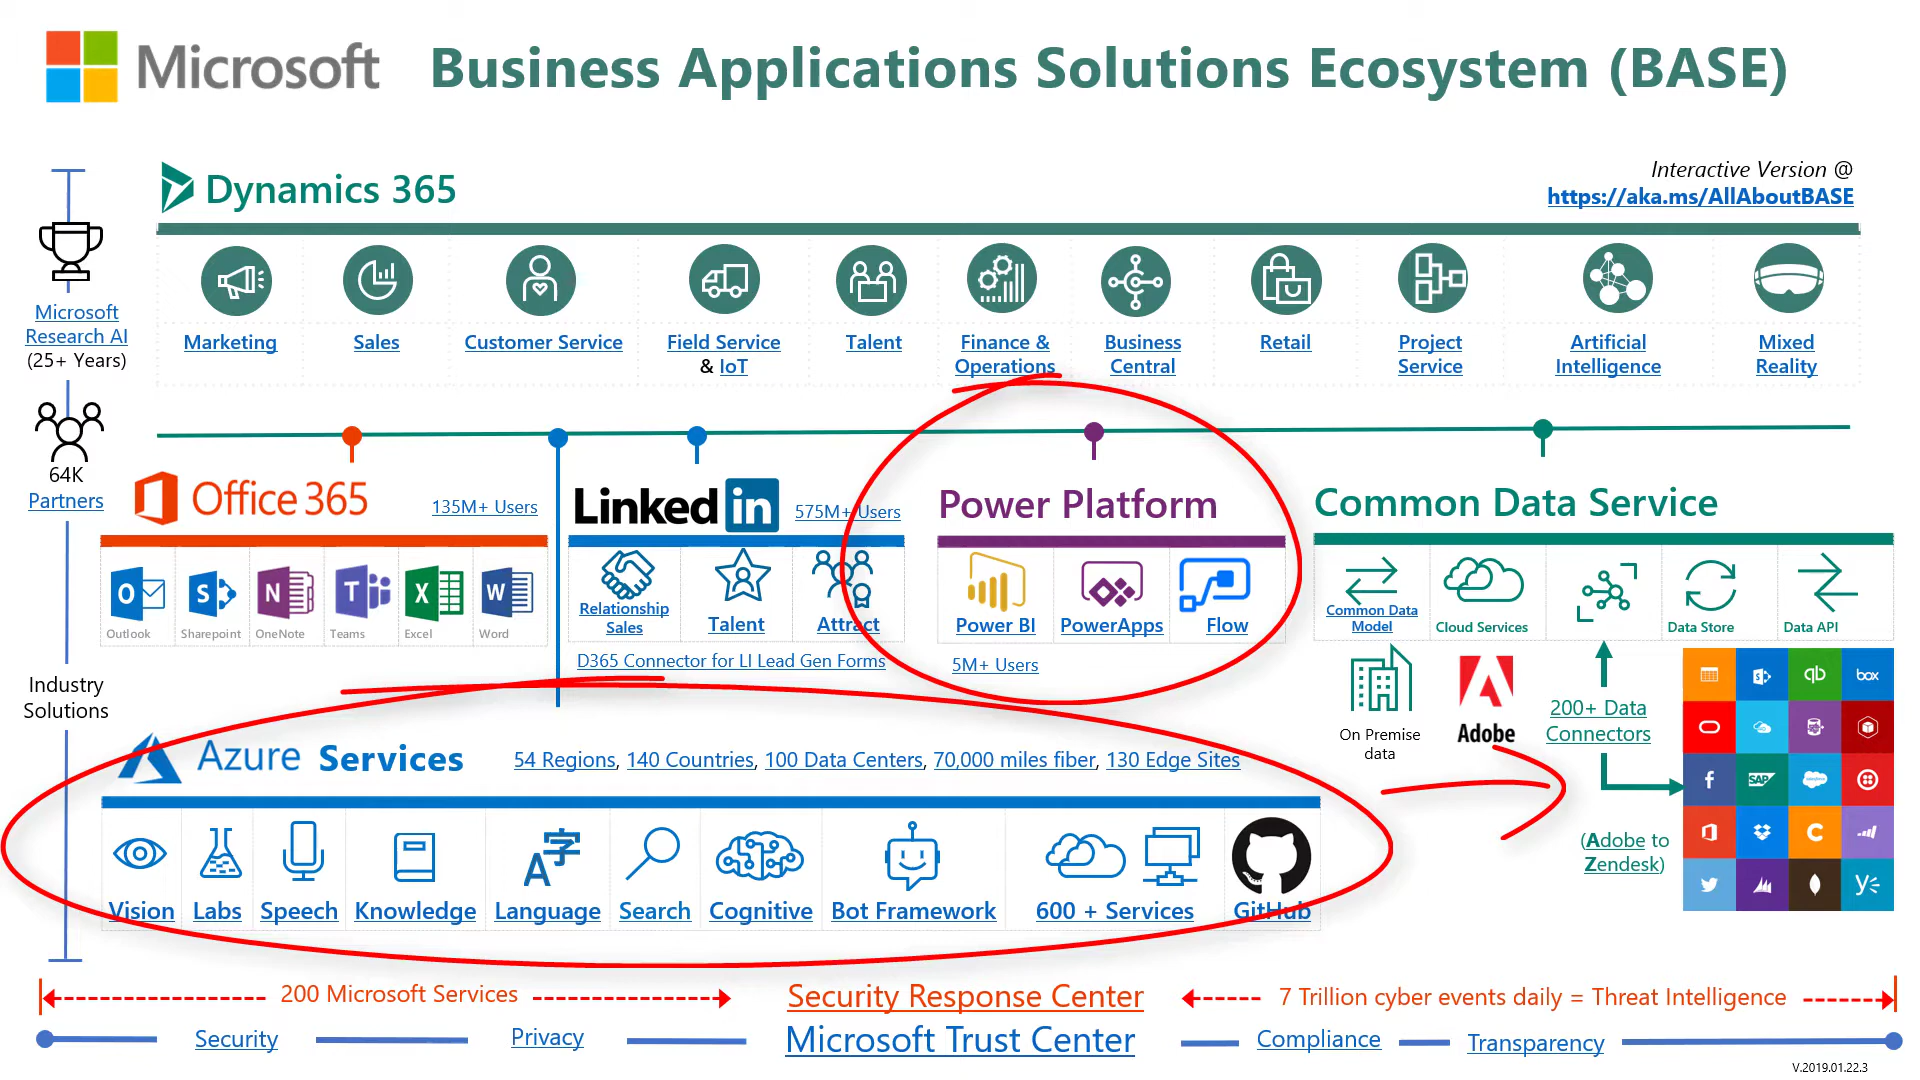 Microsoft Business Applications Solutions Ecosystem (BASE)
Interactive Version @
https://aka.ms/AllAboutBASE
Dynamics 365
Marketing
Sales
Customer Service
Field Service
& IoT
Talent
Finance &
Operations
Business
Central
Retail
Project
Service
Artificial
Intelligence
Mixed
Reality
Microsoft
Research AI
(25+ Years)
64K
Partners
Industry
Solutions
Office 365
135M+ Users
Outlook
Sharepoint
OneNote
Teams
Excel
Word
Linked in
575M+ Users
Relationship
Sales
Talent
Attract
D365 Connector for LI Lead Gen Forms
Power Platform
Power BI
PowerApps
Flow
5M+ Users
Common Data Service
Common Data
Model
Cloud Services
Data Store
Data API
On Premise
data
Adobe
200+ Data
Connectors
(Adobe to
Zendesk)
qb
box
SAP
Azure Services
54 Regions, 140 Countries, 100 Data Centers, 70,000 miles fiber, 130 Edge Sites
Vision
Labs
Speech
Knowledge
Language
Search
Cognitive
Bot Framework
600 + Services
GitHub
200 Microsoft Services
Security Response Center
7 Trillion cyber events daily = Threat Intelligence
Security
Privacy
Microsoft Trust Center
Compliance
Transparency
V.2019.01.22.3